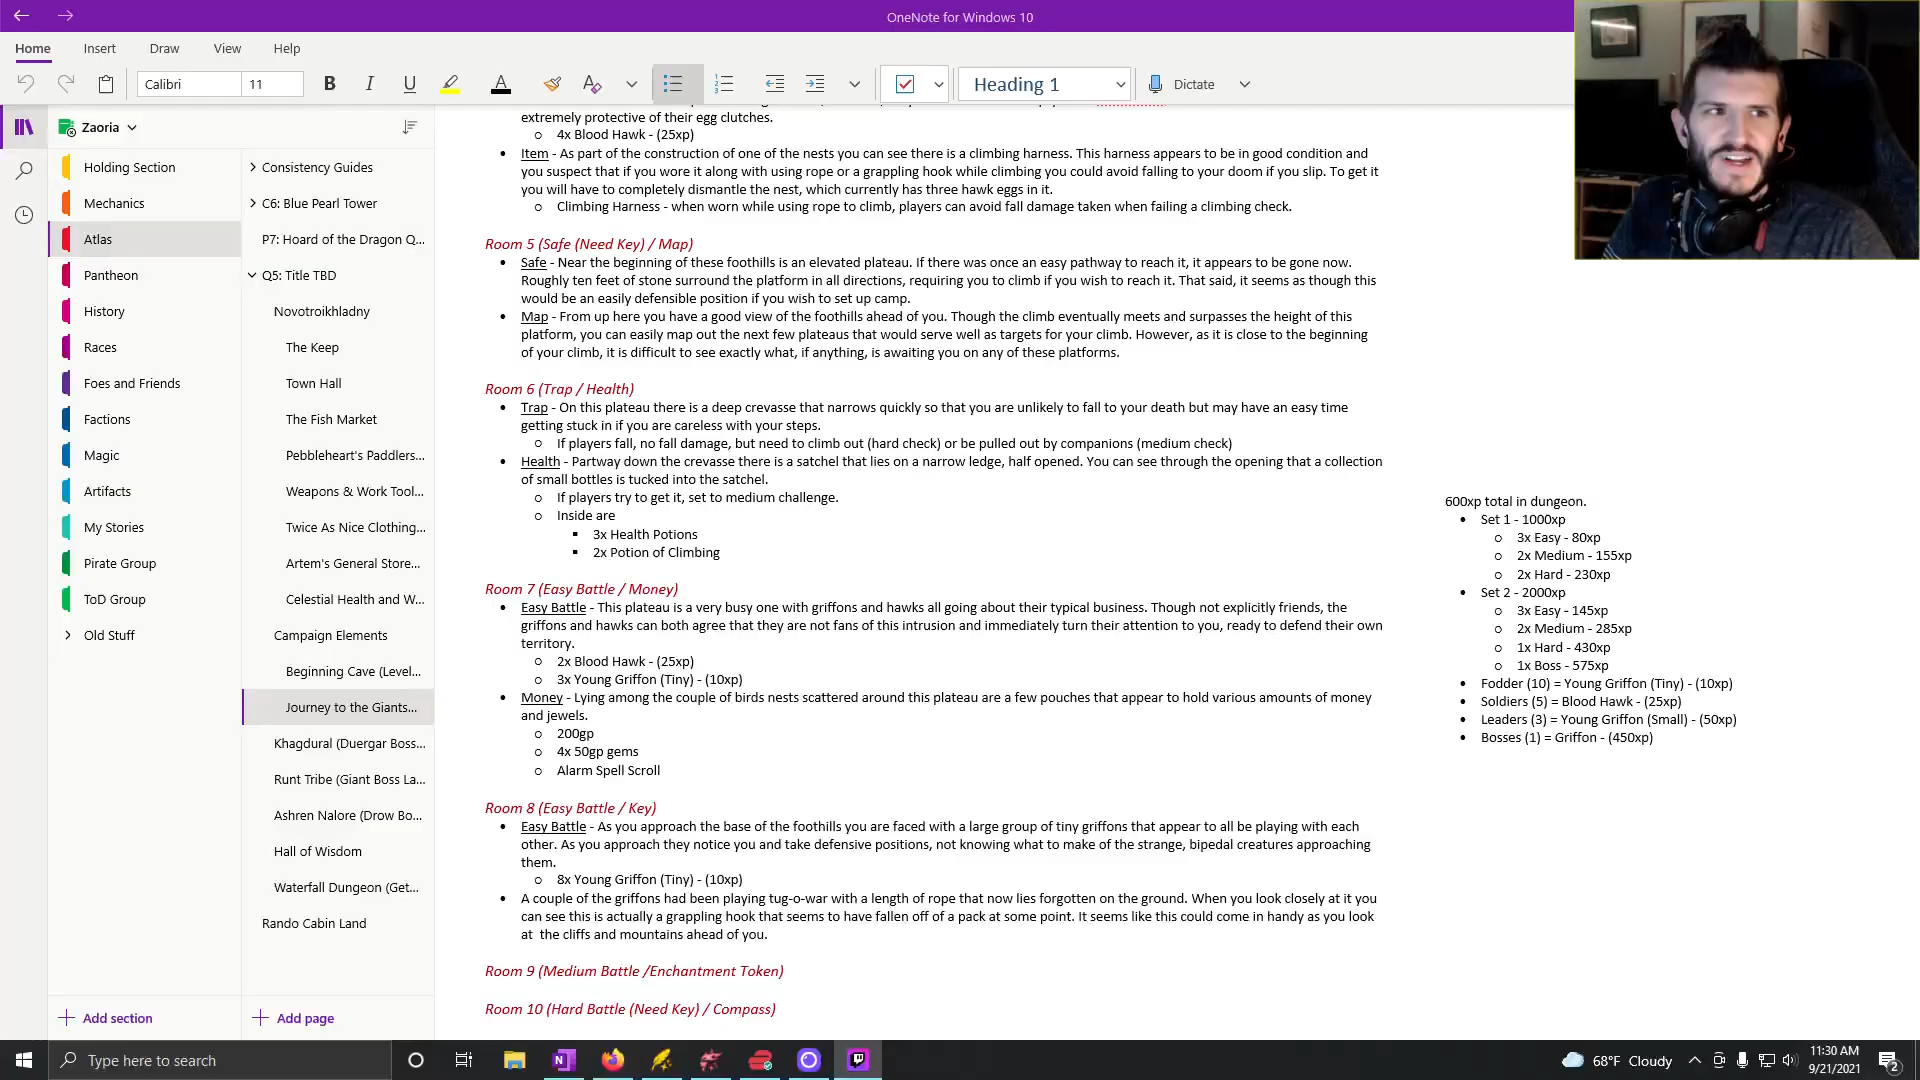 OneNote for Windows 10
Home
Insert
Draw
View
Help
Calibri
11
B
I
U
A
Heading 1
Dictate
Zaoria
Holding Section
Mechanics
Atlas
Pantheon
History
Races
Foes and Friends
Factions
Magic
Artifacts
My Stories
Pirate Group
ToD Group
Old Stuff
Add section
Consistency Guides
C6: Blue Pearl Tower
P7: Hoard of the Dragon Q...
Q5: Title TBD
Novotroikhladny
The Keep
Town Hall
The Fish Market
Pebbleheart's Paddlers...
Weapons & Work Tool...
Twice As Nice Clothing...
Artem's General Store...
Celestial Health and W...
Campaign Elements
Beginning Cave (Level...
Journey to the Giants...
Khagdural (Duergar Boss...
Runt Tribe (Giant Boss La...
Ashren Nalore (Drow Bo...
Hall of Wisdom
Waterfall Dungeon (Get...
Rando Cabin Land
Add page
extremely protective of their egg clutches.
4x Blood Hawk - (25xp)
Item - As part of the construction of one of the nests you can see there is a climbing harness. This harness appears to be in good condition and
you suspect that if you wore it along with using rope or a grappling hook while climbing you could avoid falling to your doom if you slip. To get it
you will have to completely dismantle the nest, which currently has three hawk eggs in it.
Climbing Harness - when worn while using rope to climb, players can avoid fall damage taken when failing a climbing check.
Room 5 (Safe (Need Key) / Map)
Safe - Near the beginning of these foothills is an elevated plateau. If there was once an easy pathway to reach it, it appears to be gone now.
Roughly ten feet of stone surround the platform in all directions, requiring you to climb if you wish to reach it. That said, it seems as though this
would be an easily defensible position if you wish to set up camp.
Map - From up here you have a good view of the foothills ahead of you. Though the climb eventually meets and surpasses the height of this
platform, you can easily map out the next few plateaus that would serve well as targets for your climb. However, as it is close to the beginning
of your climb, it is difficult to see exactly what, if anything, is awaiting you on any of these platforms.
Room 6 (Trap / Health)
Trap - On this plateau there is a deep crevasse that narrows quickly so that you are unlikely to fall to your death but may have an easy time
getting stuck in if you are careless with your steps.
If players fall, no fall damage, but need to climb out (hard check) or be pulled out by companions (medium check)
Health - Partway down the crevasse there is a satchel that lies on a narrow ledge, half opened. You can see through the opening that a collection
of small bottles is tucked into the satchel.
If players try to get it, set to medium challenge.
Inside are
3x Health Potions
2x Potion of Climbing
Room 7 (Easy Battle / Money)
Easy Battle - This plateau is a very busy one with griffons and hawks all going about their typical business. Though not explicitly friends, the
griffons and hawks can both agree that they are not fans of this intrusion and immediately turn their attention to you, ready to defend their own
territory.
2x Blood Hawk - (25xp)
3x Young Griffon (Tiny) - (10xp)
Money - Lying among the couple of birds nests scattered around this plateau are a few pouches that appear to hold various amounts of money
and jewels.
200gp
4x 50gp gems
Alarm Spell Scroll
Room 8 (Easy Battle / Key)
Easy Battle - As you approach the base of the foothills you are faced with a large group of tiny griffons that appear to all be playing with each
other. As you approach they notice you and take defensive positions, not knowing what to make of the strange, bipedal creatures approaching
them.
8x Young Griffon (Tiny) - (10xp)
A couple of the griffons had been playing tug-o-war with a length of rope that now lies forgotten on the ground. When you look closely at it you
can see this is actually a grappling hook that seems to have fallen off of a pack at some point. It seems like this could come in handy as you look
at the cliffs and mountains ahead of you.
Room 9 (Medium Battle /Enchantment Token)
Room 10 (Hard Battle (Need Key) / Compass)
600xp total in dungeon.
Set 1 - 1000xp
3x Easy - 80xp
2x Medium - 155xp
2x Hard - 230xp
Set 2 - 2000xp
3x Easy - 145xp
2x Medium - 285xp
1x Hard - 430xp
1x Boss - 575xp
Fodder (10) = Young Griffon (Tiny) - (10xp)
Soldiers (5) = Blood Hawk - (25xp)
Leaders (3) = Young Griffon (Small) - (50xp)
Bosses (1) = Griffon - (450xp)
Type here to search
68°F Cloudy
11:30 AM
9/21/2021
2